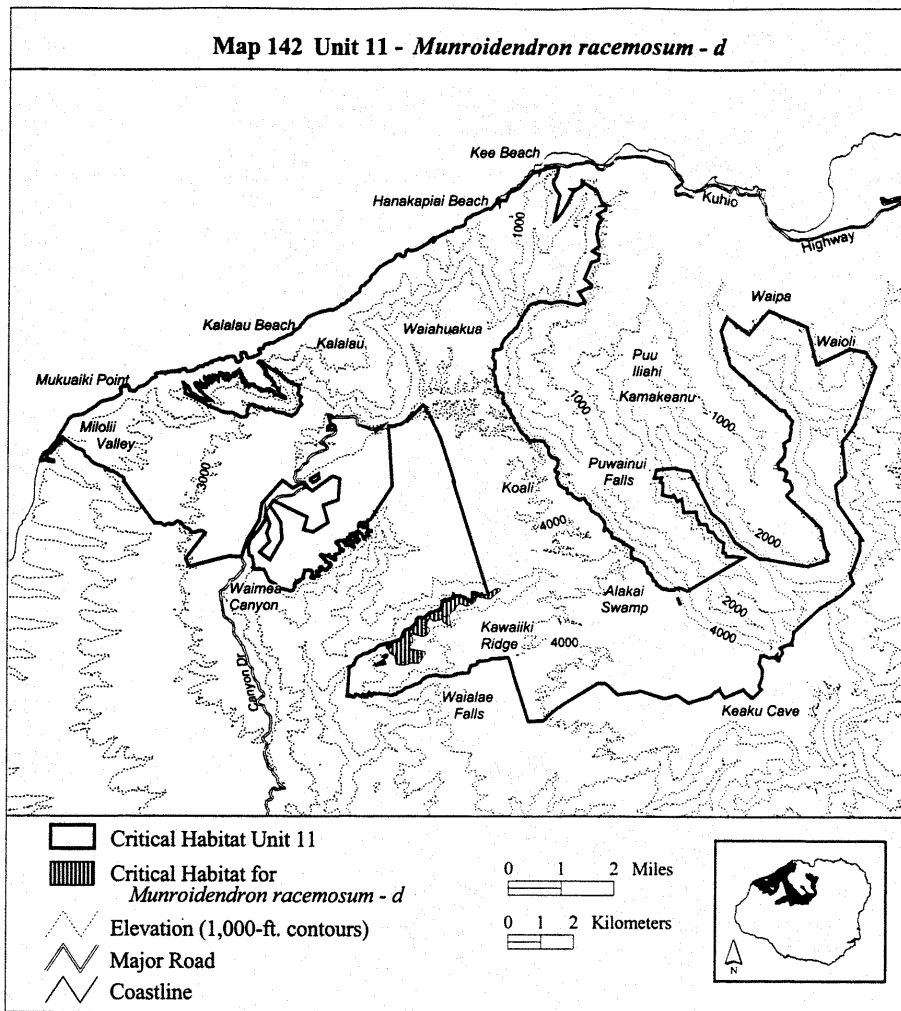 Map 142 Unit 11 - Munroidendron racemosum - d
Kee Beach
Hanakapiai Beach
1000
Kuhio
Highway
Waipa
Kalalau Beach
Kalalau
Waiahuakua
Waioli
Puu
Iliahi
Mukuaiki Point
Kamakeanu
1000
1000
Milolii
Valley
3000
Puwainui
Falls
Koali
4000
2000
Waimea
Canyon
Alakai
Swamp
2000
Kawaiiki
Ridge
4000
4000
Canyon Dr
Waialae
Falls
Keaku Cave
Critical Habitat Unit 11
Critical Habitat for
Munroidendron racemosum - d
Elevation (1,000-ft. contours)
Major Road
Coastline
0 1 2 Miles
0 1 2 Kilometers
N